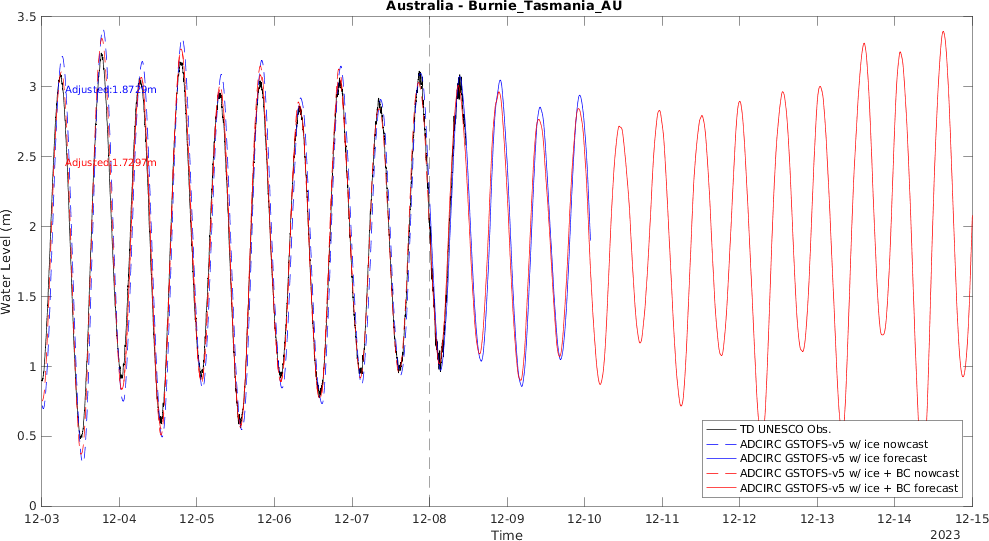 Australia - Burnie_Tasmania_AU
3.5
3
2.5
2
1.5
1
0.5
0
Water Level (m)
Adjusted:1.8729m
Adjusted:1.7297m
TD UNESCO Obs.
ADCIRC GSTOFS-v5 w/ ice nowcast
ADCIRC GSTOFS-v5 w/ ice forecast
ADCIRC GSTOFS-v5 w/ ice + BC nowcast
ADCIRC GSTOFS-v5 w/ ice + BC forecast
12-03 12-04 12-05 12-06 12-07 12-08 12-09 12-10 12-11 12-12 12-13 12-14 12-15
Time
2023